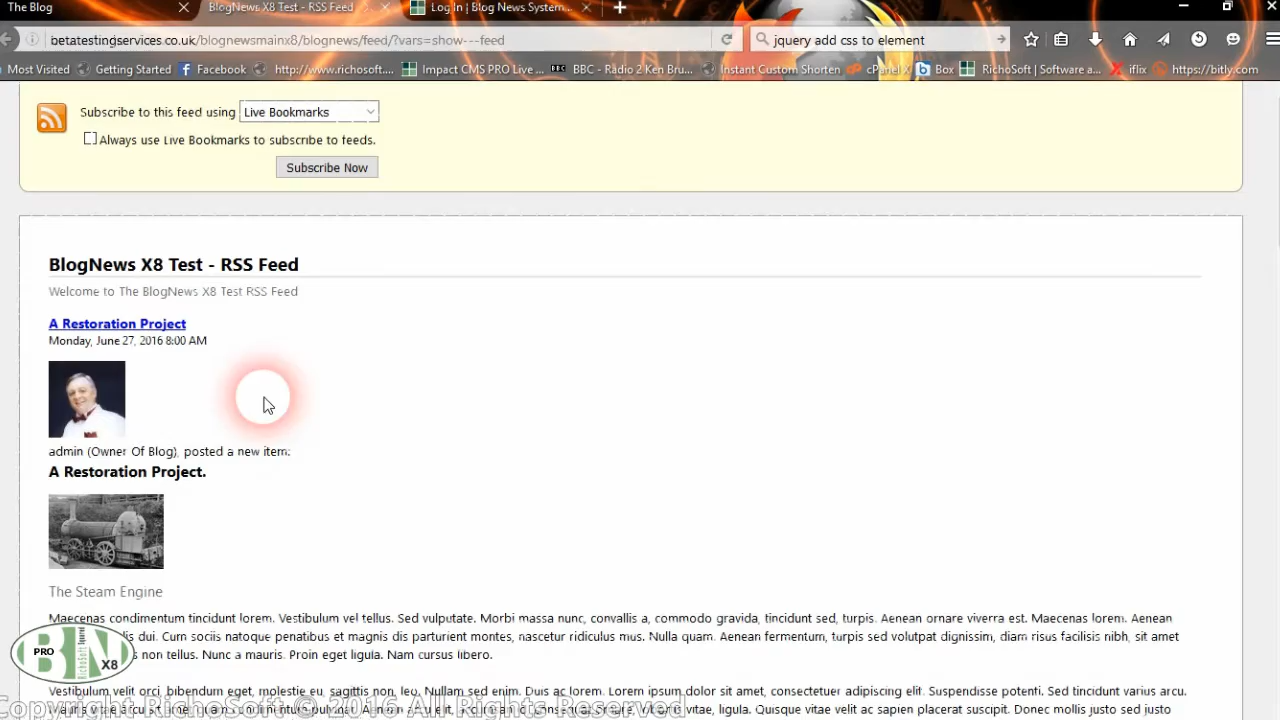 The Blog
BlogNews X8 Test - RSS Feed
Log In | Blog News System...
betatestingservices.co.uk/blognewsmainx8/blognews/feed/?vars=show---feed
jquery add css to element
Most Visited
Getting Started
Facebook
http://www.richosoft....
Impact CMS PRO Live ...
BBC - Radio 2 Ken Bru...
Instant Custom Shorten
cPanel X
Box
RichoSoft | Software a...
iflix
https://bitly.com
Subscribe to this feed using Live Bookmarks
Always use Live Bookmarks to subscribe to feeds.
Subscribe Now
BlogNews X8 Test - RSS Feed
Welcome to The BlogNews X8 Test RSS Feed
A Restoration Project
Monday, June 27, 2016 8:00 AM
admin (Owner Of Blog), posted a new item:
A Restoration Project.
The Steam Engine
Maecenas condimentum tincidunt lorem. Vestibulum vel tellus. Sed vulputate. Morbi massa nunc, convallis a, commodo gravida, tincidunt sed, turpis. Aenean ornare viverra est. Maecenas lorem. Aenean
lis dui. Cum sociis natoque penatibus et magnis dis parturient montes, nascetur ridiculus mus. Nulla quam. Aenean fermentum, turpis sed volutpat dignissim, diam risus facilisis nibh, sit amet
non tellus. Nunc a mauris. Proin eget ligula. Nam cursus libero.
PRO BN X8
RichoSoft
Vestibulum velit orci, bibendum eget, molestie eu, sagittis non, leo. Nullam sed enim. Duis ac lorem. Lorem ipsum dolor sit amet, consectetuer adipiscing elit. Suspendisse potenti. Sed tincidunt varius arcu.
vitae, ligula. Quisque vitae velit ac sapien placerat suscipit. Donec mollis justo sed justo
Copyright RichoSoft © 2016 All Rights Reserved